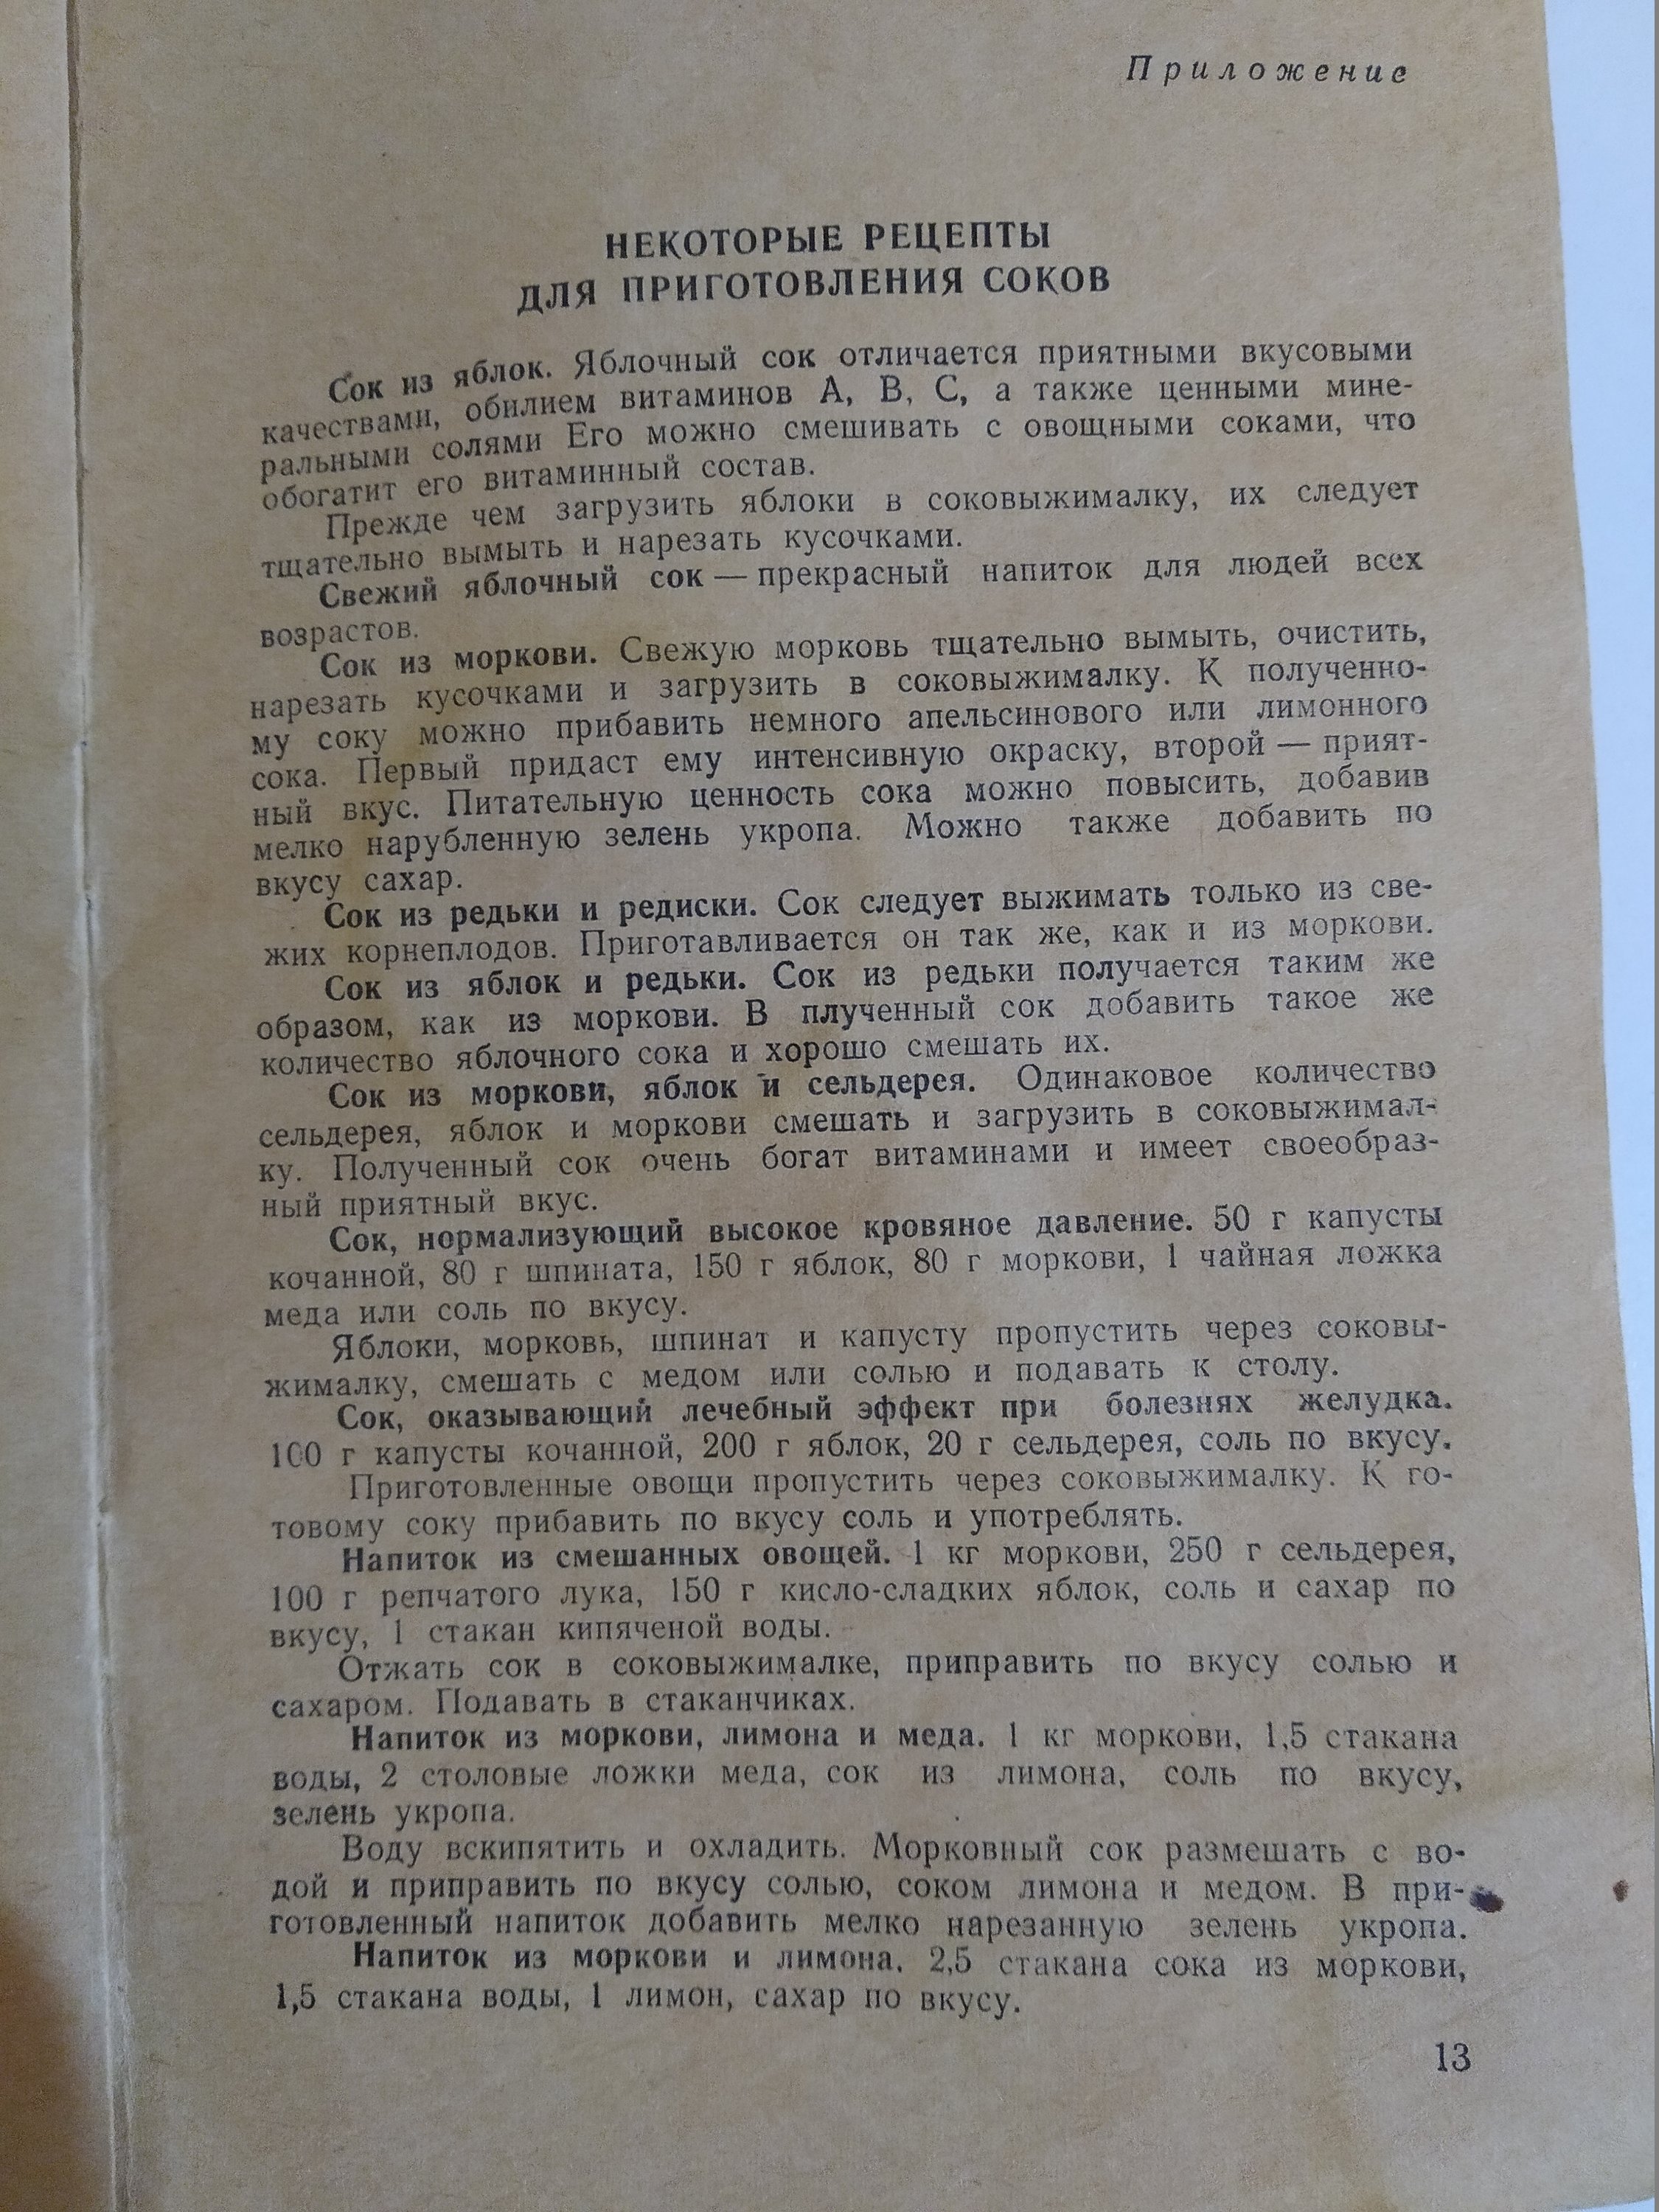 Приложение
НЕКОТОРЫЕ РЕЦЕПТЫ
ДЛЯ ПРИГОТОВЛЕНИЯ СОКОВ
Сок из яблок. Яблочный сок отличается приятными вкусовыми
качествами, обилием витаминов А, В, С, а также ценными мине-
ральными солями Его можно смешивать с овощными соками, что
обогатит его витаминный состав.
Прежде чем загрузить яблоки в соковыжималку, их следует
тщательно вымыть и нарезать кусочками.
Свежий яблочный сок — прекрасный напиток для людей всех
возрастов.
Сок из моркови. Свежую морковь тщательно вымыть, очистить,
нарезать кусочками и загрузить в соковыжималку. К полученно-
му соку можно прибавить немного апельсинового или лимонного
сока. Первый придаст ему интенсивную окраску, второй — прият-
ный вкус. Питательную ценность сока можно повысить, добавив
мелко нарубленную зелень укропа. Можно также добавить по
вкусу сахар.
Сок из редьки и редиски. Сок следует выжимать только из све-
жих корнеплодов. Приготавливается он так же, как и из моркови.
Сок из яблок и редьки. Сок из редьки получается таким же
образом, как из моркови. В плученный сок добавить такое же
количество яблочного сока и хорошо смешать их.
Сок из моркови, яблок и сельдерея. Одинаковое количество
сельдерея, яблок и моркови смешать и загрузить в соковыжимал-
ку. Полученный сок очень богат витаминами и имеет своеобраз-
ный приятный вкус.
Сок, нормализующий высокое кровяное давление. 50 г капусты
кочанной, 80 г шпината, 150 г яблок, 80 г моркови, 1 чайная ложка
меда или соль по вкусу.
Яблоки, морковь, шпинат и капусту пропустить через соковы-
жималку, смешать с медом или солью и подавать к столу.
Сок, оказывающий лечебный эффект при болезнях желудка.
100 г капусты кочанной, 200 г яблок, 20 г сельдерея, соль по вкусу.
Приготовленные овощи пропустить через соковыжималку. К го-
товому соку прибавить по вкусу соль и употреблять.
Напиток из смешанных овощей. 1 кг моркови, 250 г сельдерея,
100 г репчатого лука, 150 г кисло-сладких яблок, соль и сахар по
вкусу, 1 стакан кипяченой воды.
Отжать сок в соковыжималке, приправить по вкусу солью и
сахаром. Подавать в стаканчиках.
Напиток из моркови, лимона и меда. 1 кг моркови, 1,5 стакана
воды, 2 столовые ложки меда, сок из лимона, соль по вкусу,
зелень укропа.
Воду вскипятить и охладить. Морковный сок размешать с во-
дой и приправить по вкусу солью, соком лимона и медом. В при-
готовленный напиток добавить мелко нарезанную зелень укропа.
Напиток из моркови и лимона. 2,5 стакана сока из моркови,
1,5 стакана воды, 1 лимон, сахар по вкусу.
13